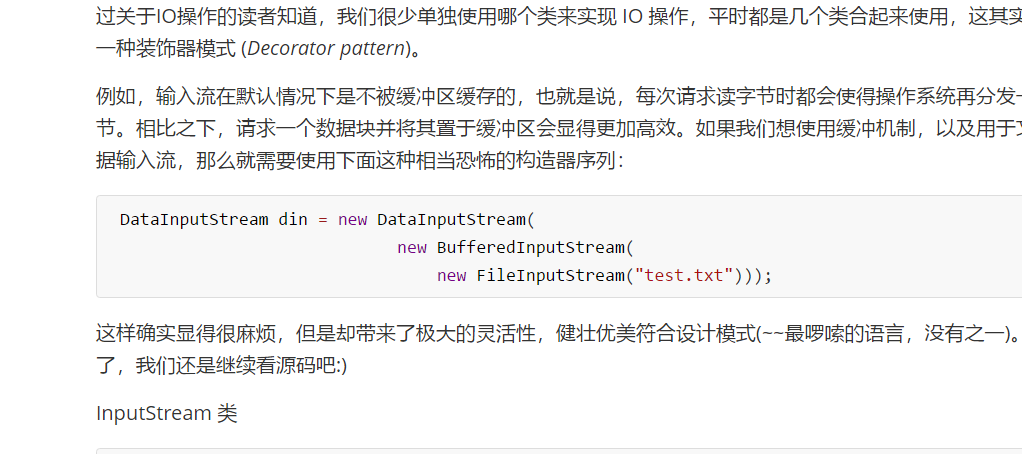 过关于IO操作的读者知道，我们很少单独使用哪个类来实现 IO 操作，平时都是几个类合起来使用，这其实
一种装饰器模式 (Decorator pattern)。
例如，输入流在默认情况下是不被缓冲区缓存的，也就是说，每次请求读字节时都会使得操作系统再分发一
节。相比之下，请求一个数据块并将其置于缓冲区会显得更加高效。如果我们想使用缓冲机制，以及用于文
据输入流，那么就需要使用下面这种相当恐怖的构造器序列：
DataInputStream din = new DataInputStream(
new BufferedInputStream(
new FileInputStream("test.txt")));
这样确实显得很麻烦，但是却带来了极大的灵活性，健壮优美符合设计模式(~~最啰嗦的语言，没有之一)。
了，我们还是继续看源码吧:)
InputStream 类